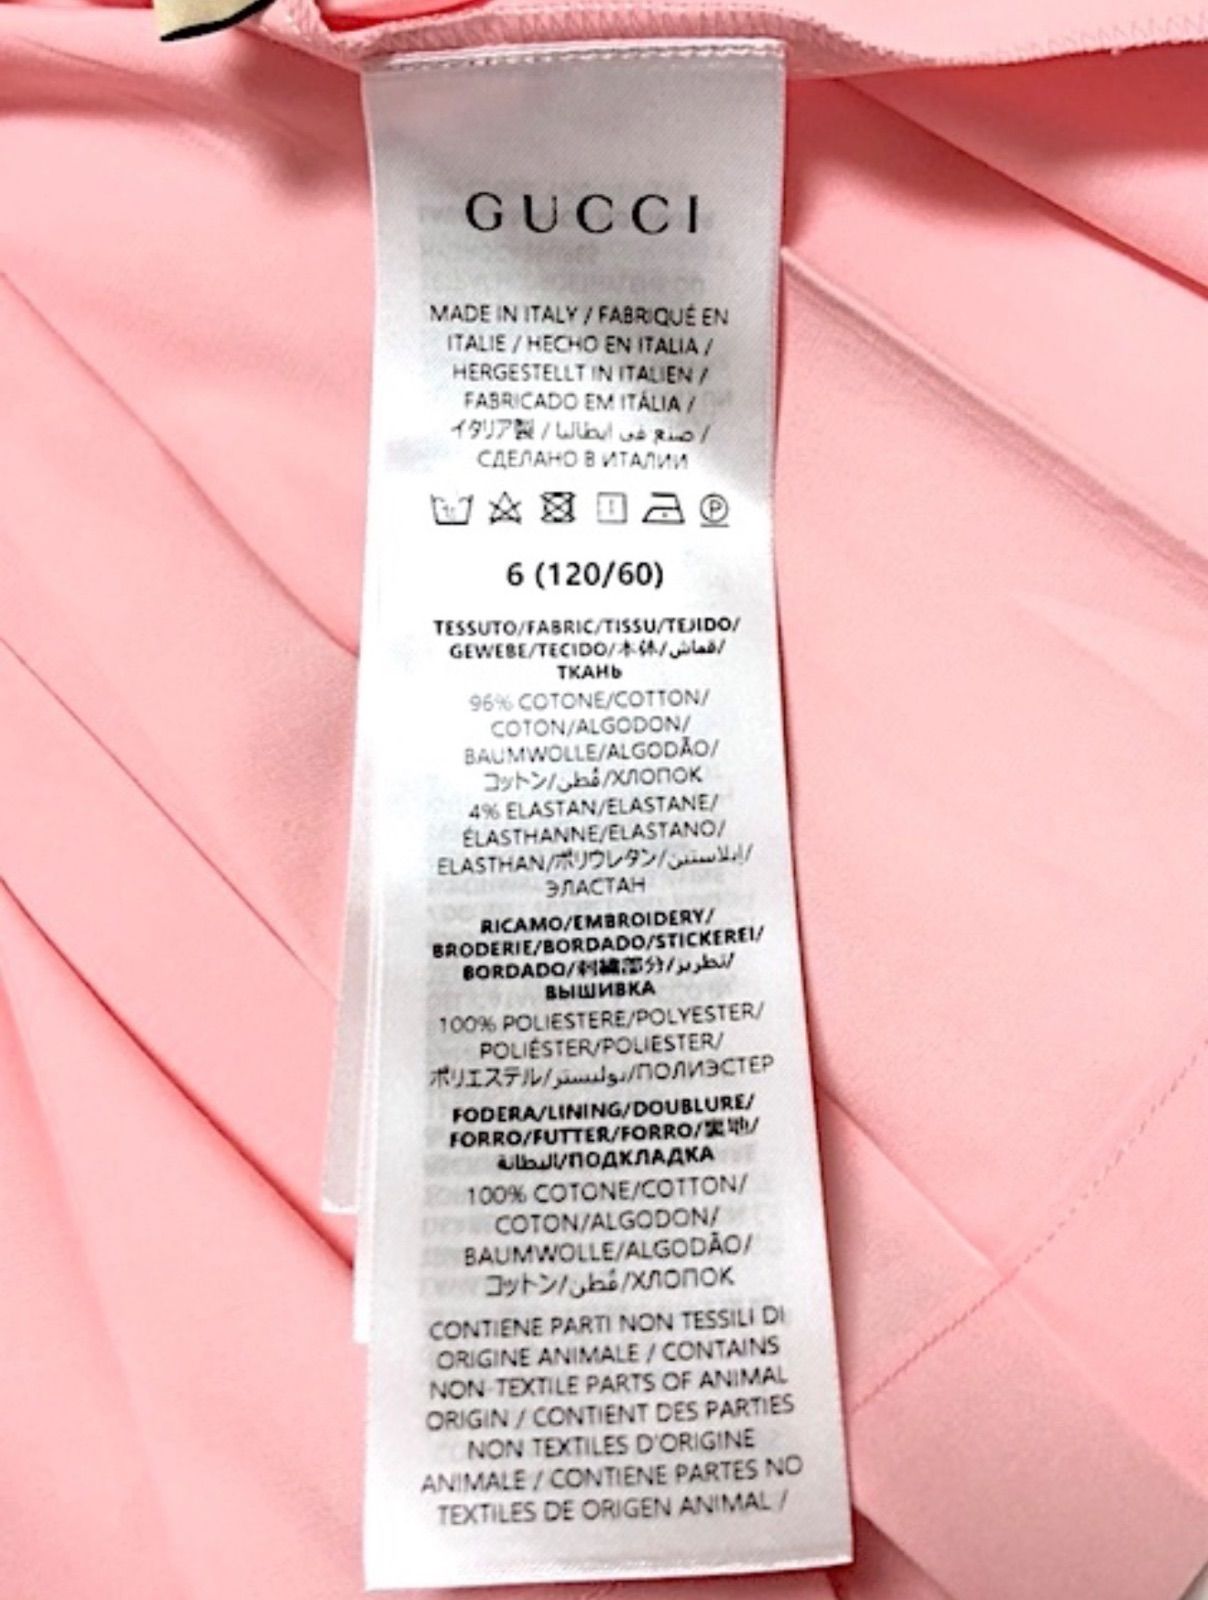 GUCCI
MADE IN ITALY / FABRIQUÉ EN
ITALIE / HECHO EN ITALIA /
HERGESTELLT IN ITALIEN /
FABRICADO EM ITÁLIA /
イタリア製 / صنع في ايطاليا /
СДЕЛАНО В ИТАЛИИ
P
6 (120/60)
TESSUTO/FABRIC/TISSU/TEJIDO/
GEWEBE/TECIDO/本体/قماش/
ТКАНЬ
96% COTONE/COTTON/
COTON/ALGODON/
BAUMWOLLE/ALGODÃO/
コットン/قُطن/ХЛОПОК
4% ELASTAN/ELASTANE/
ÉLASTHANNE/ELASTANO/
ELASTHAN/ポリウレタン/إيلاستين/
ЭЛАСТАН
RICAMO/EMBROIDERY/
BRODERIE/BORDADO/STICKEREI/
BORDADO/刺繍部分/تطريز/
ВЫШИВКА
100% POLIESTERE/POLYESTER/
POLIÉSTER/POLIESTER/
ポリエステル/بوليستر/ПОЛИЭСТЕР
FODERA/LINING/DOUBLURE/
FORRO/FUTTER/FORRO/裏地/
البطانة/ПОДКЛАДКА
100% COTONE/COTTON/
COTON/ALGODON/
BAUMWOLLE/ALGODÃO/
コットン/قُطن/ХЛОПОК
CONTIENE PARTI NON TESSILI DI
ORIGINE ANIMALE / CONTAINS
NON-TEXTILE PARTS OF ANIMAL
ORIGIN / CONTIENT DES PARTIES
NON TEXTILES D'ORIGINE
ANIMALE / CONTIENE PARTES NO
TEXTILES DE ORIGEN ANIMAL /